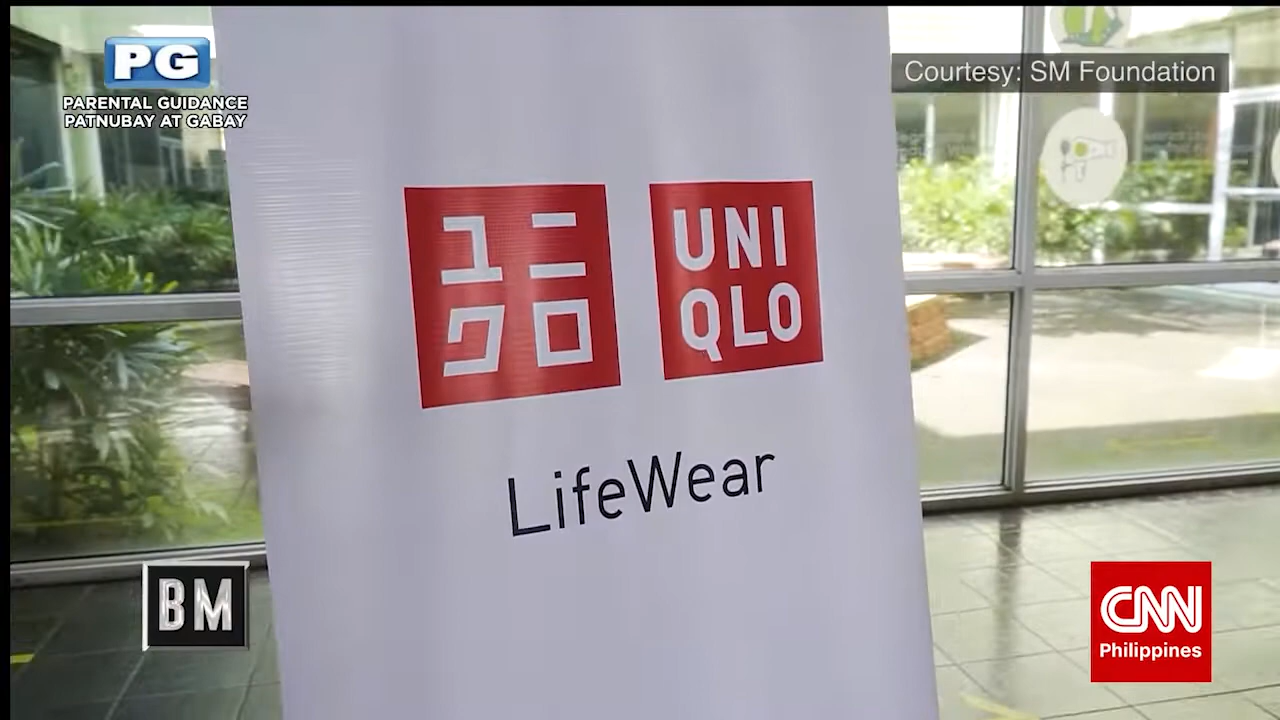 PG
PARENTAL GUIDANCE
PATNUBAY AT GABAY
Courtesy: SM Foundation
ユニ
クロ
UNI
QLO
LifeWear
BM
CNN
Philippines